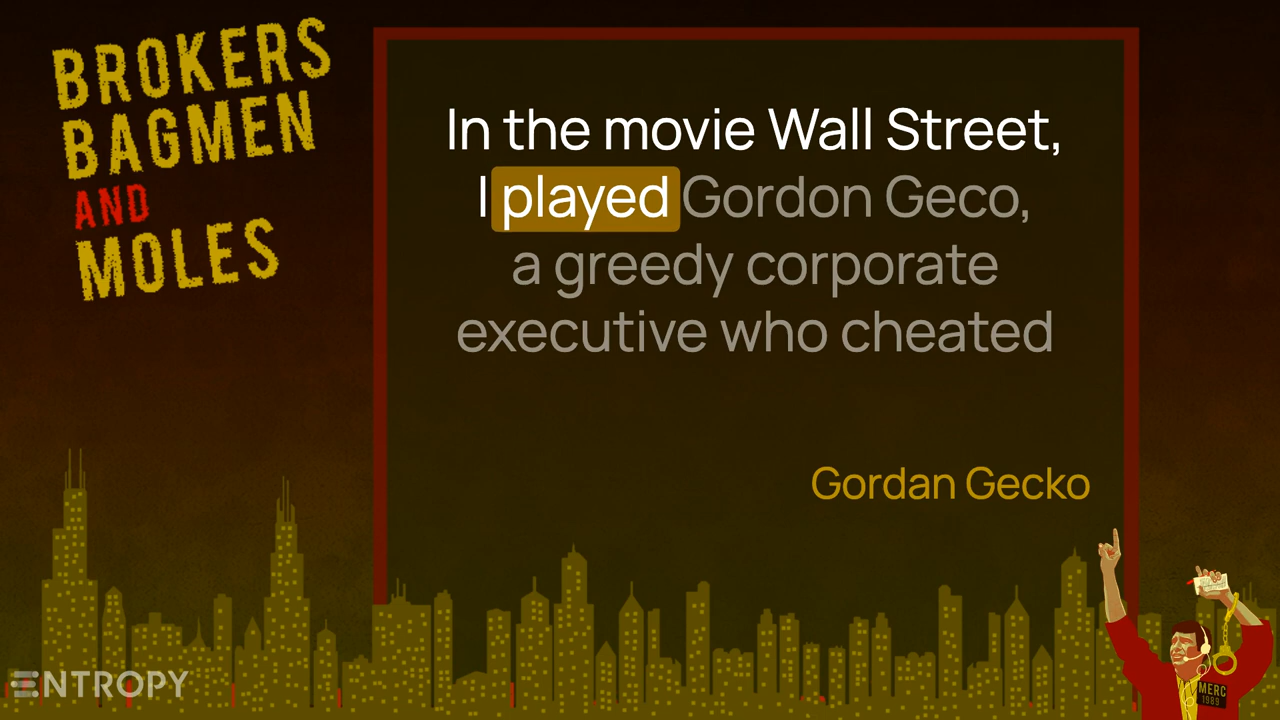 BROKERS
BAGMEN
AND
MOLES
In the movie Wall Street,
I played Gordon Geco,
a greedy corporate
executive who cheated
Gordan Gecko
ENTROPY
MERC
1989